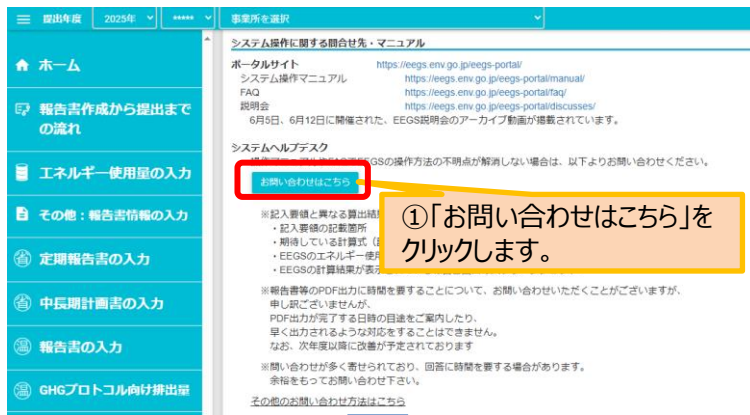 提出年度 2025年 ***** 事業所を選択
ホーム
報告書作成から提出まで
の流れ
エネルギー使用量の入力
その他：報告書情報の入力
定期報告書の入力
中長期計画書の入力
報告書の入力
GHGプロトコル向け排出量
システム操作に関する問合せ先・マニュアル
ポータルサイト https://eegs.env.go.jp/eegs-portal/
システム操作マニュアル https://eegs.env.go.jp/eegs-portal/manual/
FAQ https://eegs.env.go.jp/eegs-portal/faq/
説明会 https://eegs.env.go.jp/eegs-portal/discusses/
6月5日、6月12日に開催された、EEGS説明会のアーカイブ動画が掲載されています。
システムヘルプデスク
EEGSの操作方法の不明点が解消しない場合は、以下よりお問い合わせください。
お問い合わせはこちら
①「お問い合わせはこちら」を
クリックします。
※記入要領と異なる算出結
・記入要領の記載箇所
・期待している計算式
・EEGSのエネルギー使
・EEGSの計算結果が表
※報告書等のPDF出力に時間を要することについて、お問い合わせいただくことがございますが、
申し訳ございませんが、
PDF出力が完了する日時の目途をご案内したり、
早く出力されるような対応をすることはできません。
なお、次年度以降に改善が予定されております
※問い合わせが多く寄せられており、回答に時間を要する場合があります。
余裕をもってお問い合わせ下さい。
その他のお問い合わせ方法はこちら